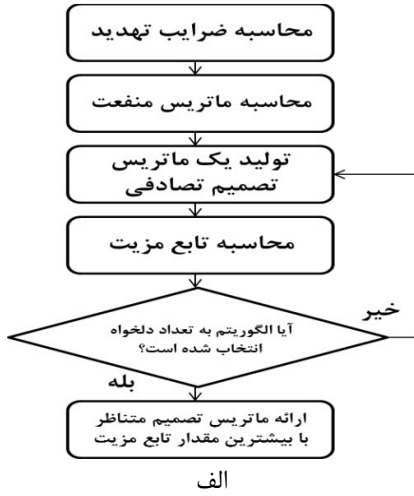 محاسبه ضرایب تهدید
محاسبه ماتریس منفعت
تولید یک ماتریس
تصمیم تصادفی
محاسبه تابع مزیت
آیا الگوریتم به تعداد دلخواه
انتخاب شده است؟
خیر
بله
ارائه ماتریس تصمیم متناظر
با بیشترین مقدار تابع مزیت
الف